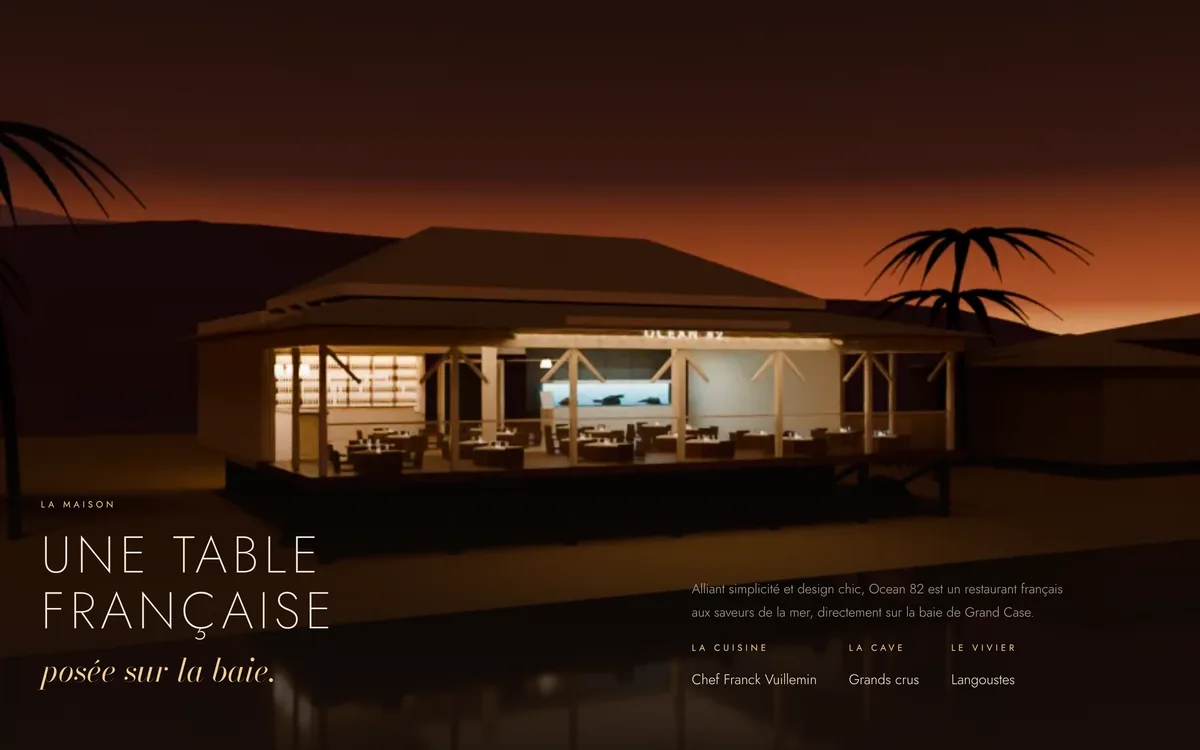 OCEAN 82
LA MAISON
UNE TABLE
FRANÇAISE
posée sur la baie.
Alliant simplicité et design chic, Ocean 82 est un restaurant français
aux saveurs de la mer, directement sur la baie de Grand Case.
LA CUISINE
Chef Franck Vuillemin
LA CAVE
Grands crus
LE VIVIER
Langoustes